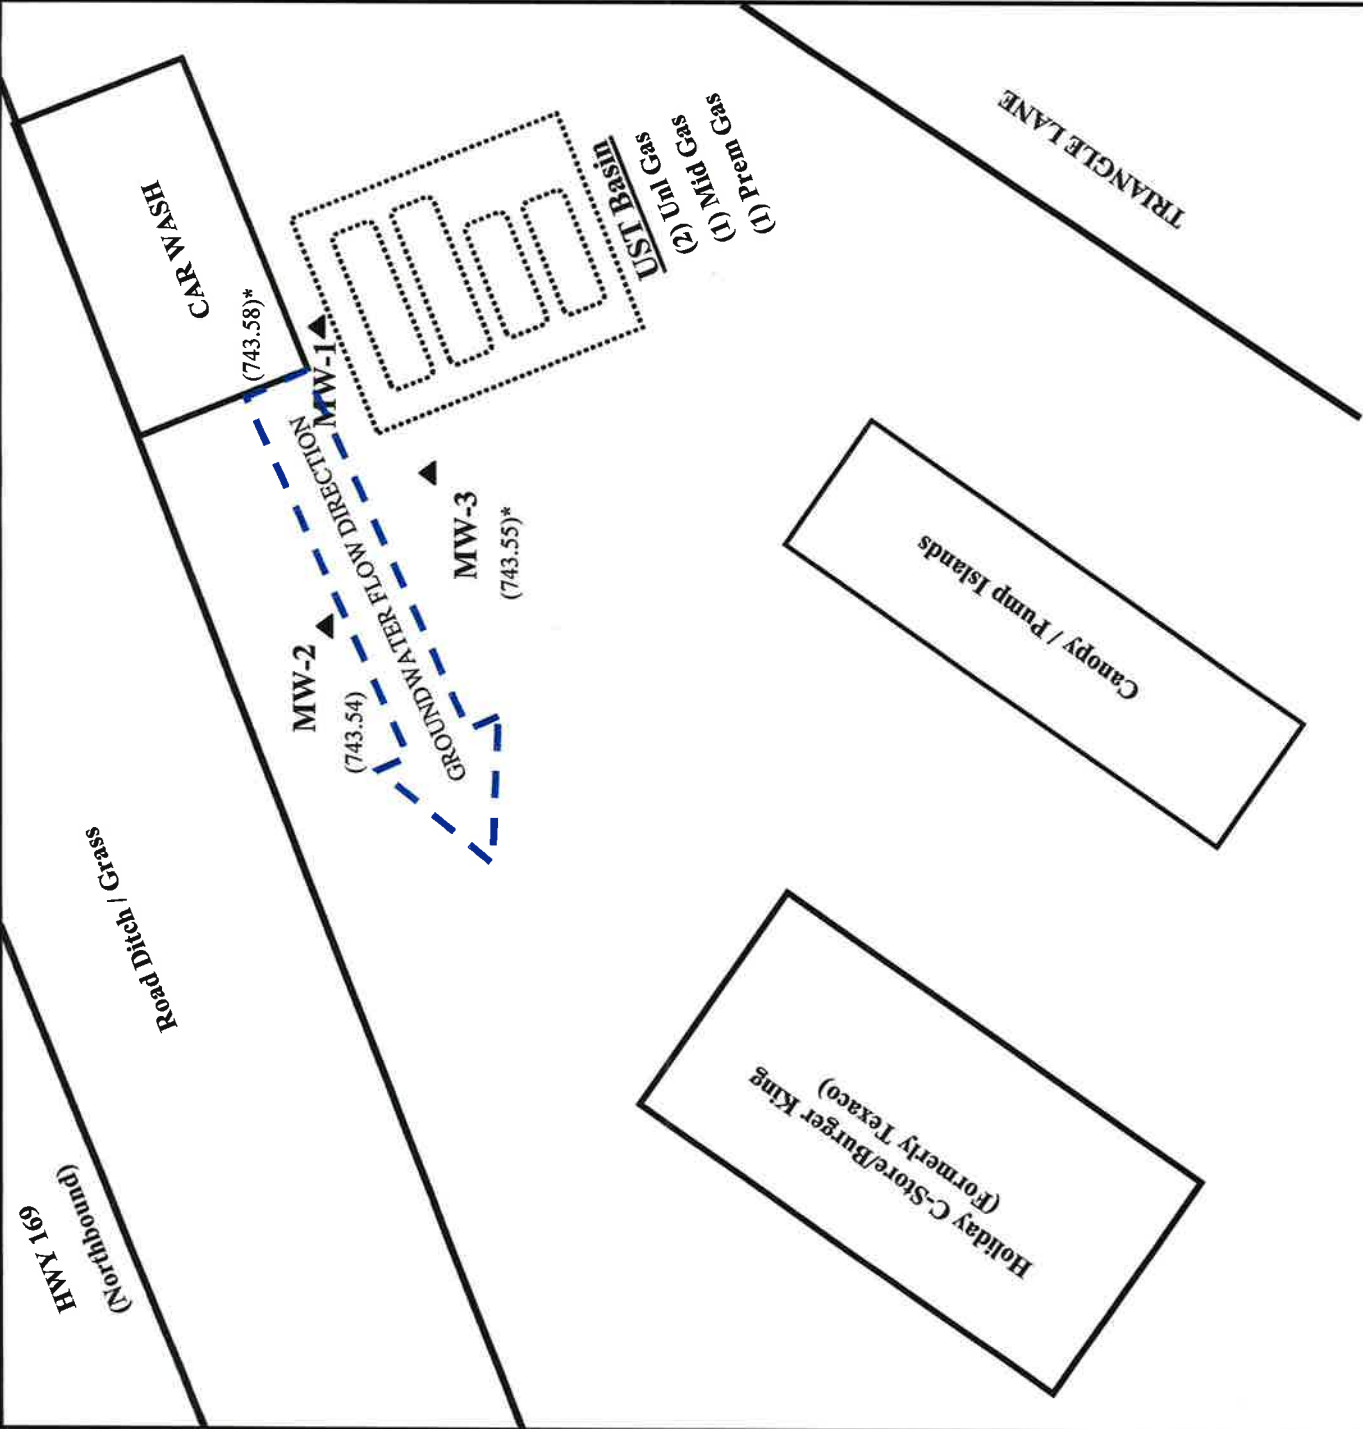 CAR WASH
(743.58)*
MW-1
UST Basin
(2) Unl Gas
(1) Mid Gas
(1) Prem Gas
TRIANGLE LANE
GROUNDWATER FLOW DIRECTION
MW-3
(743.55)*
MW-2
(743.54)
Canopy / Pump Islands
Road Ditch / Grass
HWY 169
(Northbound)
Holiday C-Store/Burger King
(Formerly Texaco)